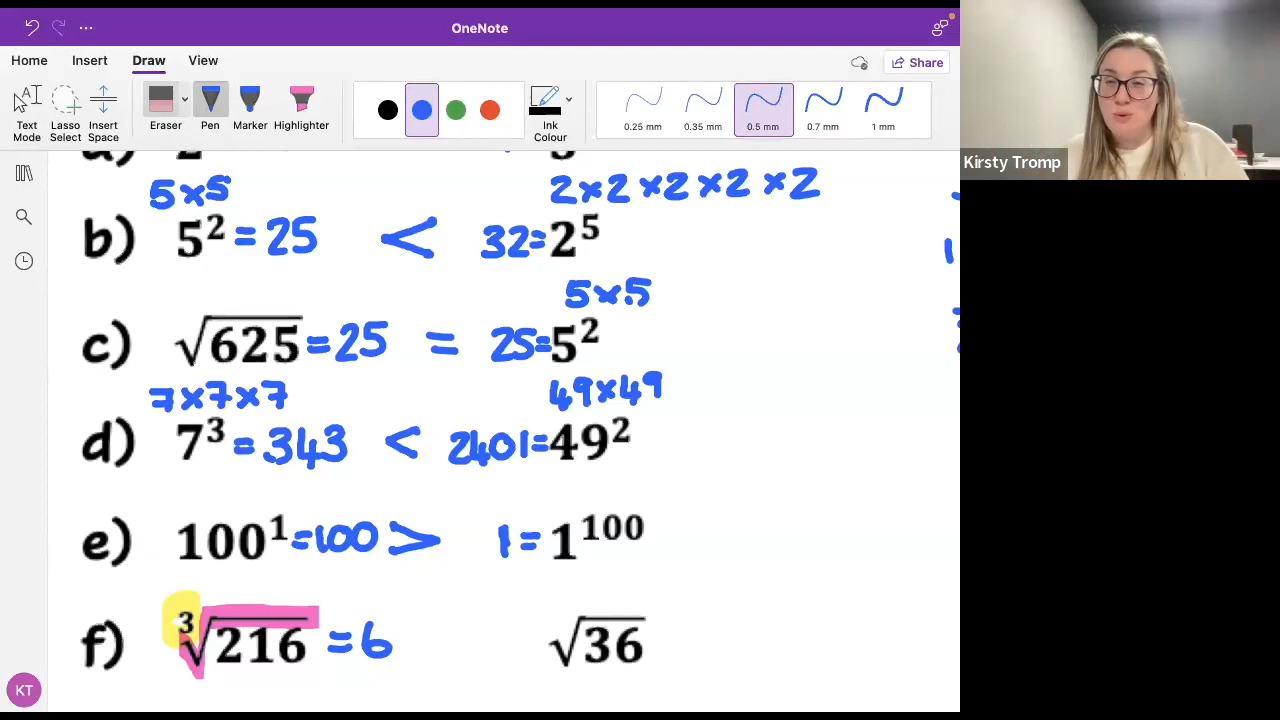 OneNote
Home Insert Draw View
Share
Text Mode Lasso Select Insert Space Eraser Pen Marker Highlighter Ink Colour 0.25 mm 0.35 mm 0.5 mm 0.7 mm 1 mm
Kirsty Tromp
5×5 2×2×2×2×2
b) 5² =25 < 32= 2⁵
5×5
c) √625 =25 = 25= 5²
7×7×7 49×49
d) 7³ =343 < 2401= 49²
e) 100¹ =100 > 1= 1¹⁰⁰
f) ³√216 =6 √36
KT